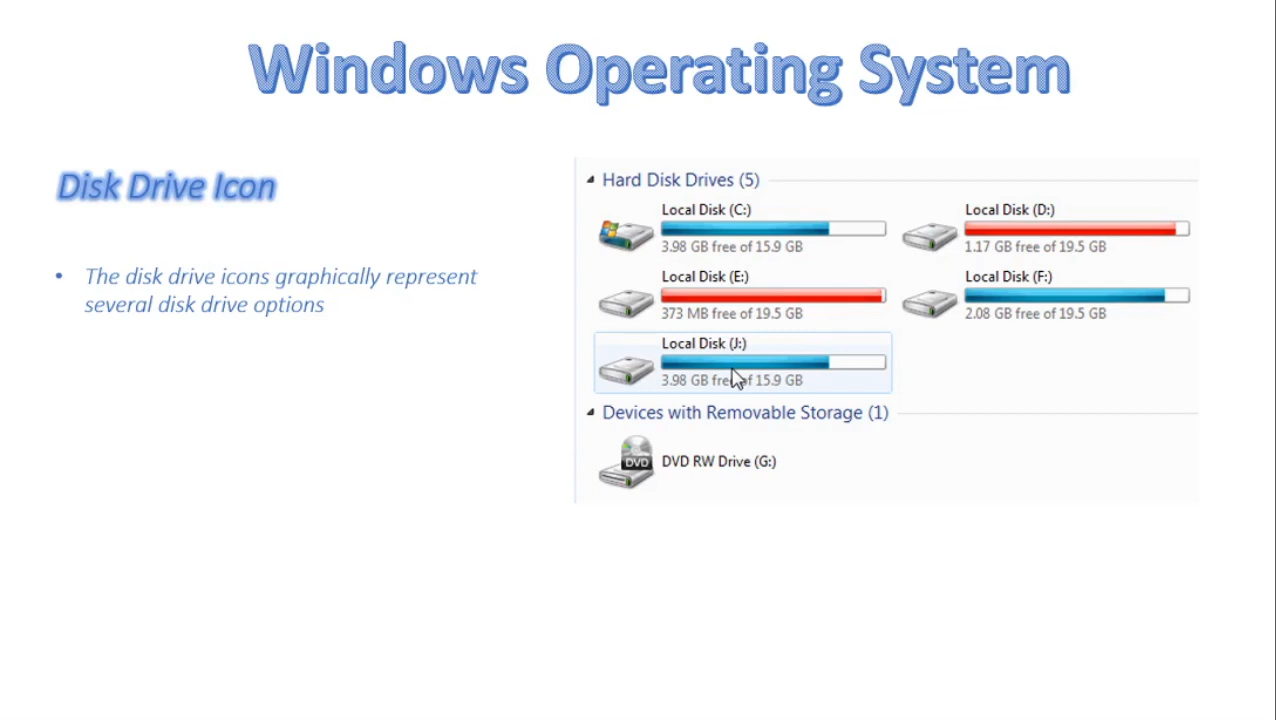 Windows Operating System
Disk Drive Icon
• The disk drive icons graphically represent
several disk drive options
Hard Disk Drives (5)
Local Disk (C:)
3.98 GB free of 15.9 GB
Local Disk (D:)
1.17 GB free of 19.5 GB
Local Disk (E:)
373 MB free of 19.5 GB
Local Disk (F:)
2.08 GB free of 19.5 GB
Local Disk (J:)
3.98 GB free of 15.9 GB
Devices with Removable Storage (1)
DVD
DVD RW Drive (G:)